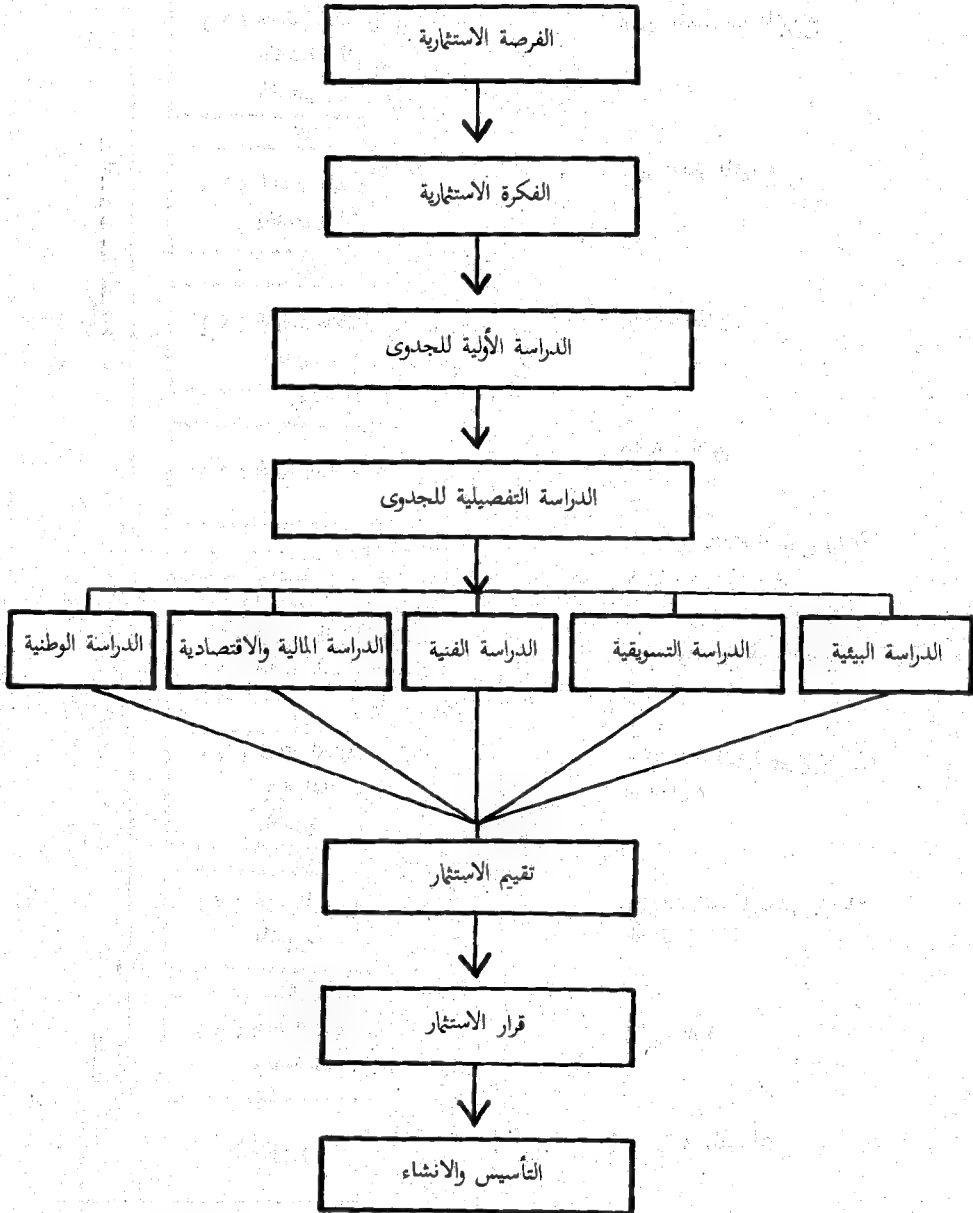 الفرصة الاستثمارية
الفكرة الاستثمارية
الدراسة الأولية للجدوى
الدراسة التفصيلية للجدوى
الدراسة البيئية
الدراسة التسويقية
الدراسة الفنية
الدراسة المالية والاقتصادية
الدراسة الوطنية
تقييم الاستثمار
قرار الاستثمار
التأسيس والانشاء